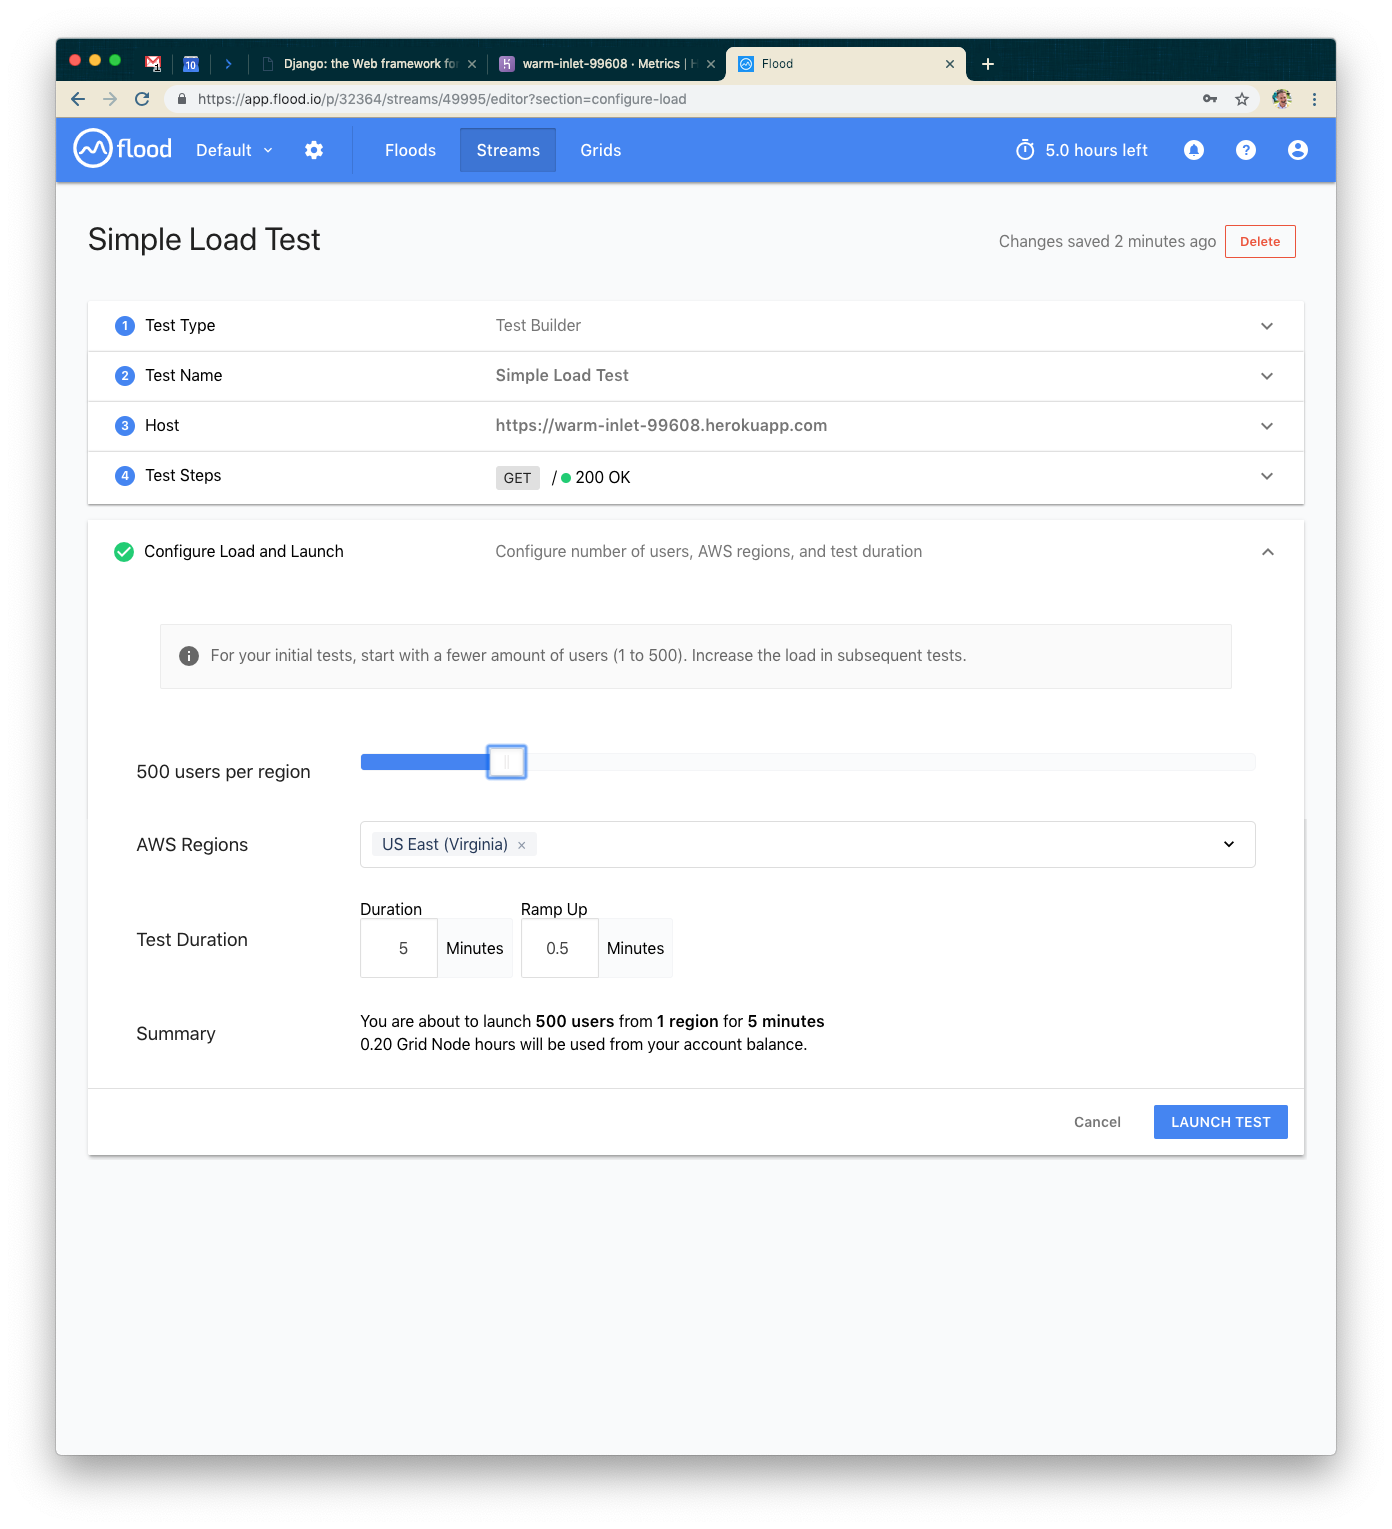 1
10
Django: the Web framework for
warm-inlet-99608 · Metrics | H
Flood
https://app.flood.io/p/32364/streams/49995/editor?section=configure-load
flood
Default
Floods
Streams
Grids
5.0 hours left
Simple Load Test
Changes saved 2 minutes ago
Delete
1 Test Type Test Builder
2 Test Name Simple Load Test
3 Host https://warm-inlet-99608.herokuapp.com
4 Test Steps GET / 200 OK
Configure Load and Launch Configure number of users, AWS regions, and test duration
For your initial tests, start with a fewer amount of users (1 to 500). Increase the load in subsequent tests.
500 users per region
AWS Regions US East (Virginia) ×
Duration Ramp Up
Test Duration 5 Minutes 0.5 Minutes
Summary
You are about to launch 500 users from 1 region for 5 minutes
0.20 Grid Node hours will be used from your account balance.
Cancel LAUNCH TEST